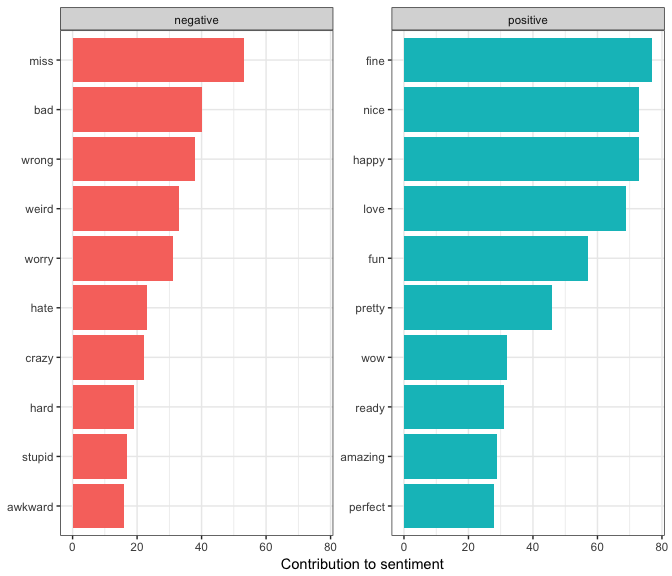 negative
positive
miss
bad
wrong
weird
worry
hate
crazy
hard
stupid
awkward
0 20 40 60 80
fine
nice
happy
love
fun
pretty
wow
ready
amazing
perfect
0 20 40 60 80
Contribution to sentiment